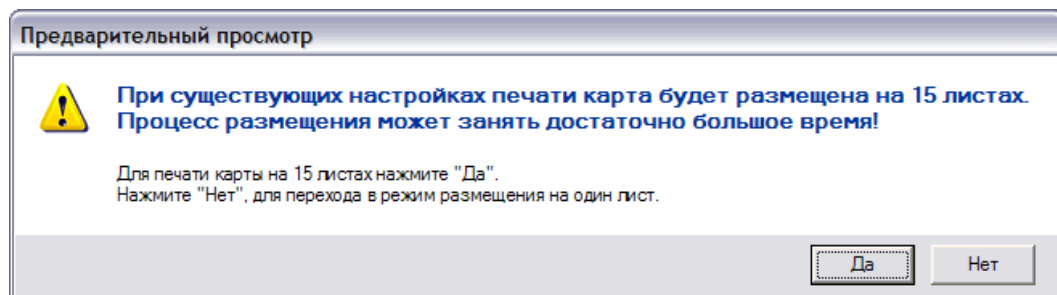 Предварительный просмотр
При существующих настройках печати карта будет размещена на 15 листах.
Процесс размещения может занять достаточно большое время!
Для печати карты на 15 листах нажмите "Да".
Нажмите "Нет", для перехода в режим размещения на один лист.
Да Нет